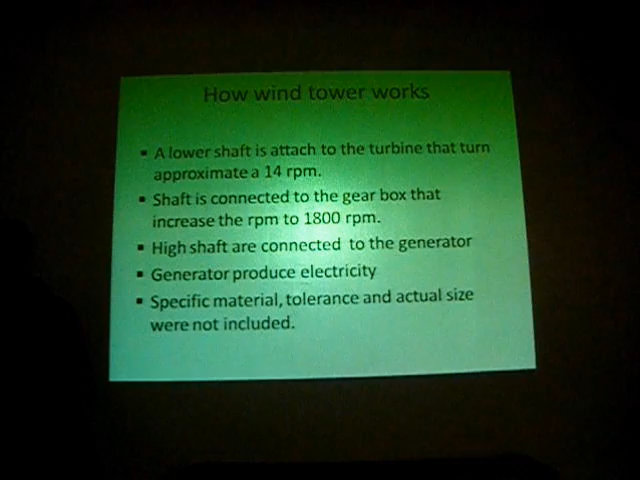 How wind tower works
▪ A lower shaft is attach to the turbine that turn
approximate a 14 rpm.
▪ Shaft is connected to the gear box that
increase the rpm to 1800 rpm.
▪ High shaft are connected to the generator
▪ Generator produce electricity
▪ Specific material, tolerance and actual size
were not included.